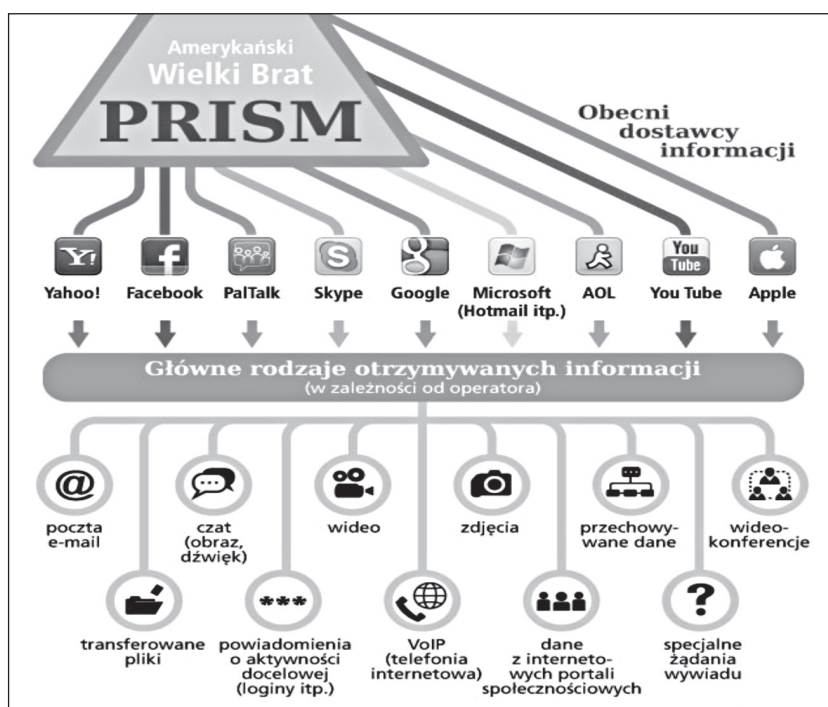 Amerykański
Wielki Brat
PRISM
Obecni
dostawcy
informacji
Y!
f
S
g
You
Tube
Yahoo!
Facebook
PalTalk
Skype
Google
Microsoft
(Hotmail itp.)
AOL
You Tube
Apple
Główne rodzaje otrzymywanych informacji
(w zależności od operatora)
@
poczta
e-mail
czat
(obraz,
dźwięk)
wideo
zdjęcia
przechowy-
wane dane
wideo-
konferencje
transferowane
pliki
***
powiadomienia
o aktywności
docelowej
(loginy itp.)
VoIP
(telefonia
internetowa)
dane
z interneto-
wych portali
społecznościowych
?
specjalne
żądania
wywiadu